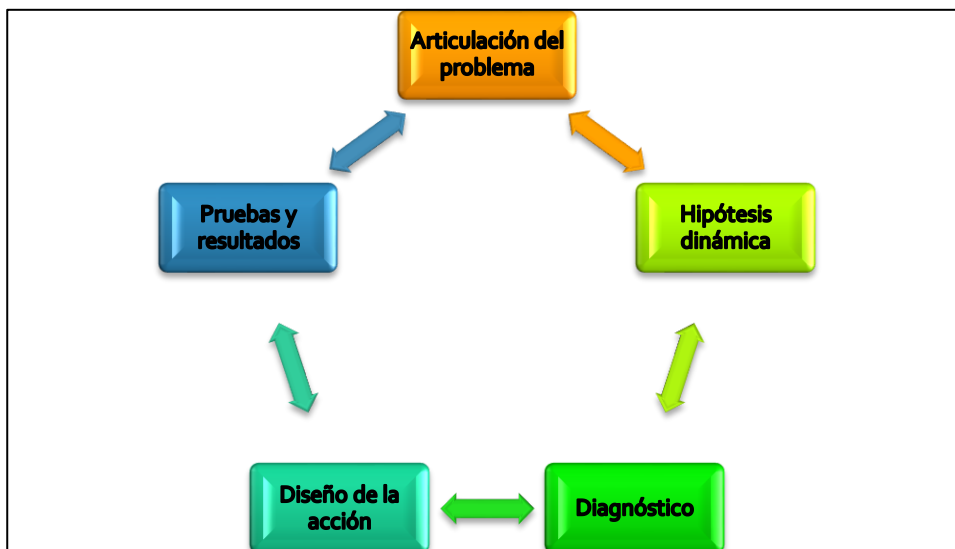 Articulación del
problema
Hipótesis
dinámica
Diagnóstico
Diseño de la
acción
Pruebas y
resultados